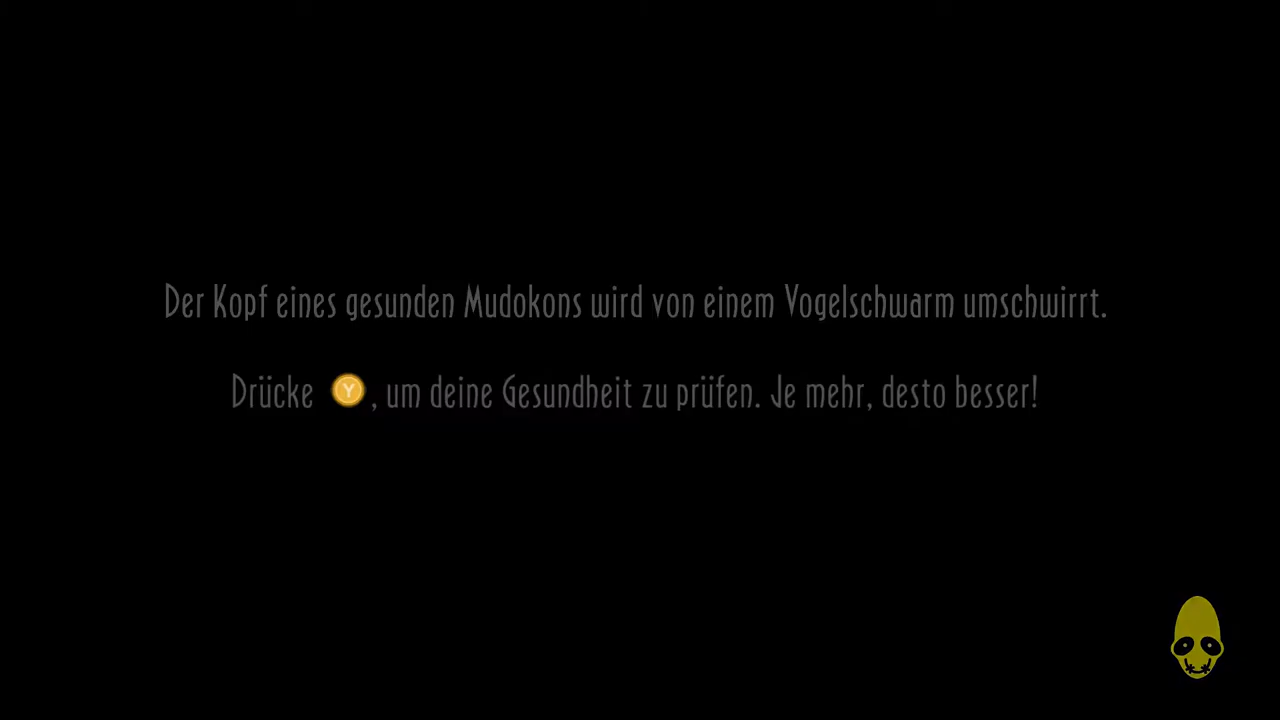 Der Kopf eines gesunden Mudokons wird von einem Vogelschwarm umschwirrt.
Drücke Y, um deine Gesundheit zu prüfen. Je mehr, desto besser!